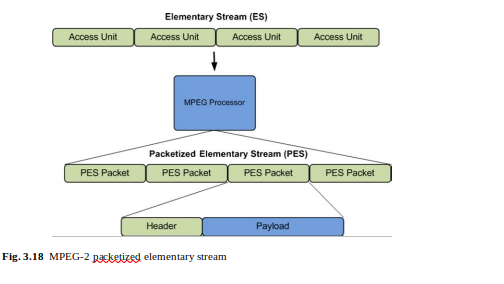 Elementary Stream (ES)
Access Unit Access Unit Access Unit Access Unit
MPEG Processor
Packetized Elementary Stream (PES)
PES Packet PES Packet PES Packet PES Packet
Header Payload
Fig. 3.18 MPEG-2 packetized elementary stream